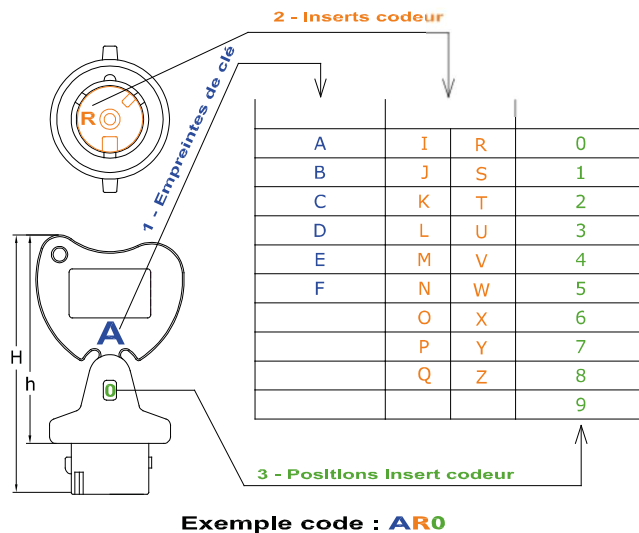 2 - Inserts codeur
1 - Empreintes de clé
R
A I R 0
B J S 1
C K T 2
D L U 3
E M V 4
F N W 5
O X 6
P Y 7
Q Z 8
9
A
H
h
0
3 - Positions Insert codeur
Exemple code : AR0